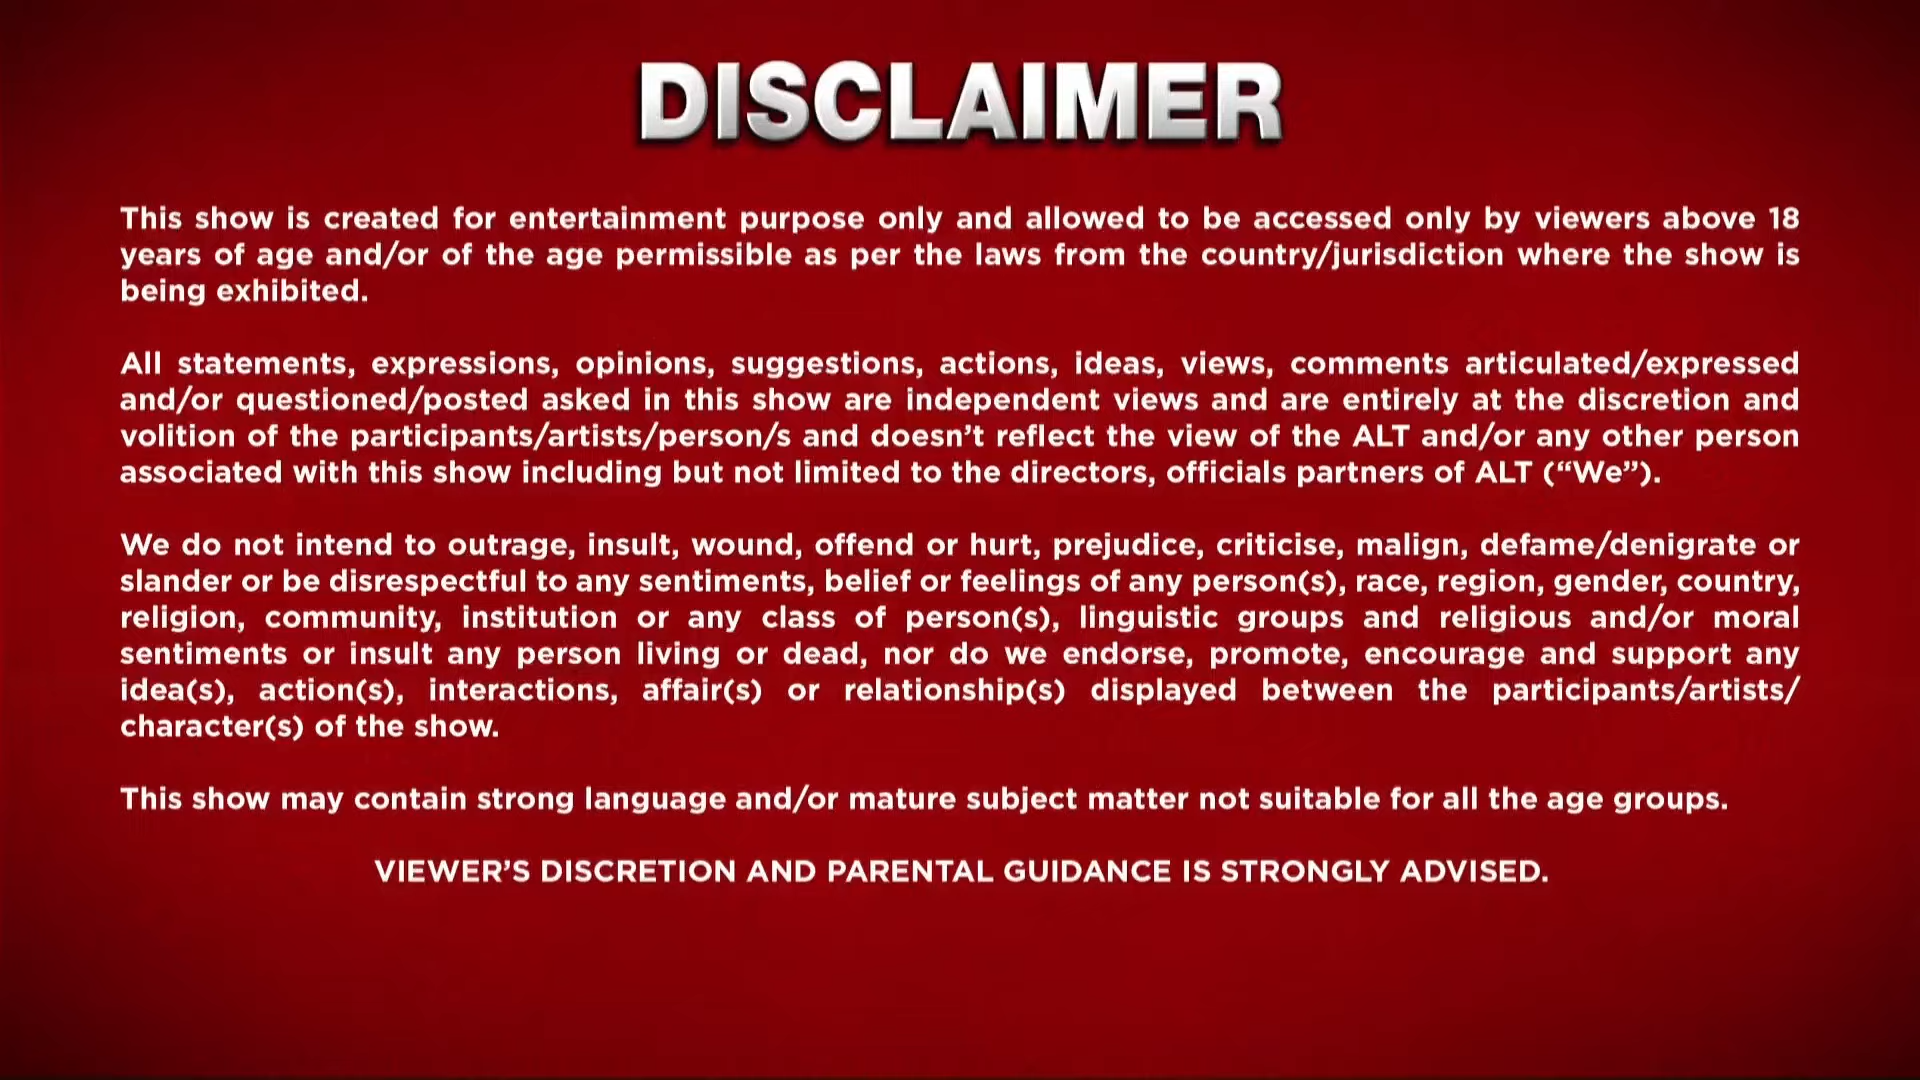 DISCLAIMER
This show is created for entertainment purpose only and allowed to be accessed only by viewers above 18
years of age and/or of the age permissible as per the laws from the country/jurisdiction where the show is
being exhibited.
All statements, expressions, opinions, suggestions, actions, ideas, views, comments articulated/expressed
and/or questioned/posted asked in this show are independent views and are entirely at the discretion and
volition of the participants/artists/person/s and doesn’t reflect the view of the ALT and/or any other person
associated with this show including but not limited to the directors, officials partners of ALT (“We”).
We do not intend to outrage, insult, wound, offend or hurt, prejudice, criticise, malign, defame/denigrate or
slander or be disrespectful to any sentiments, belief or feelings of any person(s), race, region, gender, country,
religion, community, institution or any class of person(s), linguistic groups and religious and/or moral
sentiments or insult any person living or dead, nor do we endorse, promote, encourage and support any
idea(s), action(s), interactions, affair(s) or relationship(s) displayed between the participants/artists/
character(s) of the show.
This show may contain strong language and/or mature subject matter not suitable for all the age groups.
VIEWER’S DISCRETION AND PARENTAL GUIDANCE IS STRONGLY ADVISED.